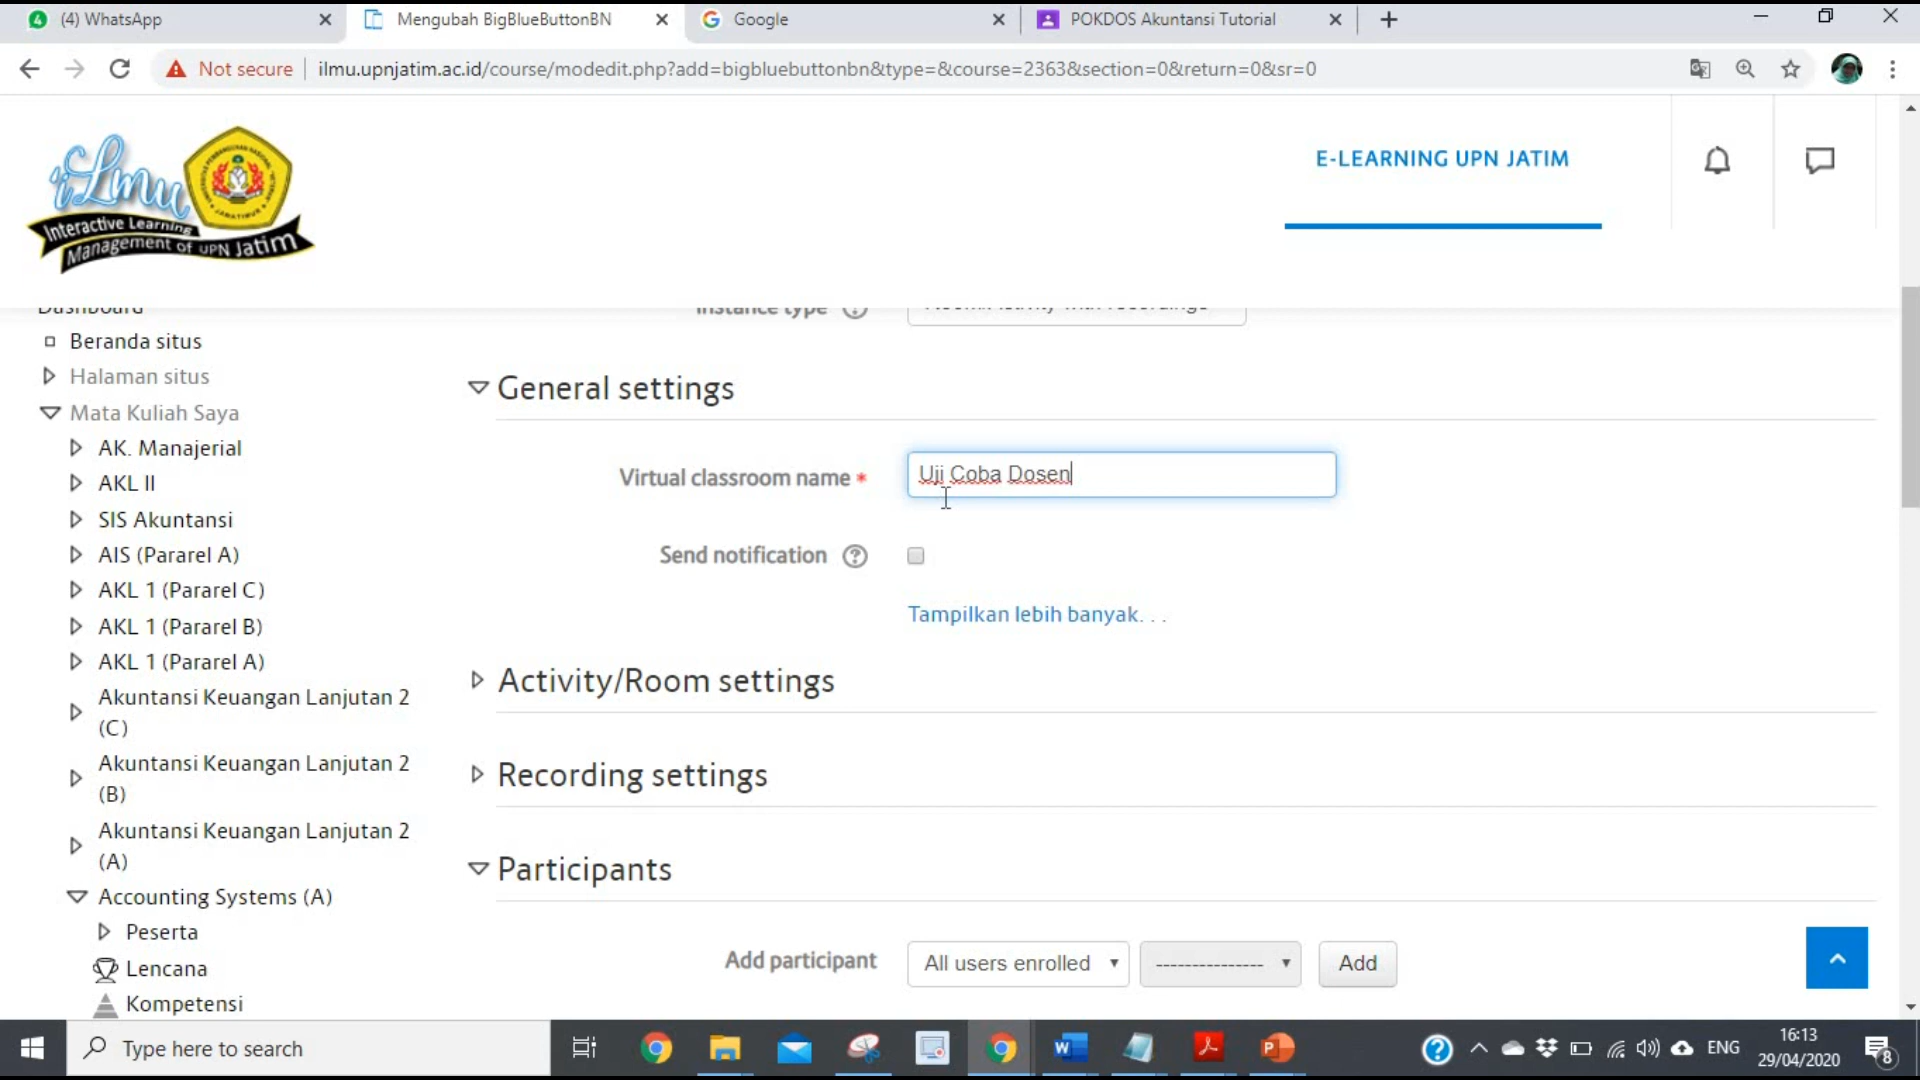 (4) WhatsApp
Mengubah BigBlueButtonBN
Google
POKDOS Akuntansi Tutorial
Not secure
ilmu.upnjatim.ac.id/course/modedit.php?add=bigbluebuttonbn&type=&course=2363&section=0&return=0&sr=0
iLmu
Interactive Learning
Management of UPN Jatim
E-LEARNING UPN JATIM
Dashboard
Beranda situs
Halaman situs
Mata Kuliah Saya
AK. Manajerial
AKL II
SIS Akuntansi
AIS (Pararel A)
AKL 1 (Pararel C)
AKL 1 (Pararel B)
AKL 1 (Pararel A)
Akuntansi Keuangan Lanjutan 2
(C)
Akuntansi Keuangan Lanjutan 2
(B)
Akuntansi Keuangan Lanjutan 2
(A)
Accounting Systems (A)
Peserta
Lencana
Kompetensi
Instance type
General settings
Virtual classroom name *
Uji Coba Dosen
Send notification
Tampilkan lebih banyak. . .
Activity/Room settings
Recording settings
Participants
Add participant
All users enrolled
---------------
Add
Type here to search
ENG
16:13
29/04/2020
8